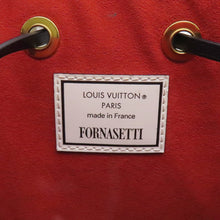 LOUIS VUITTON®
PARIS
made in France
FORNASETTI